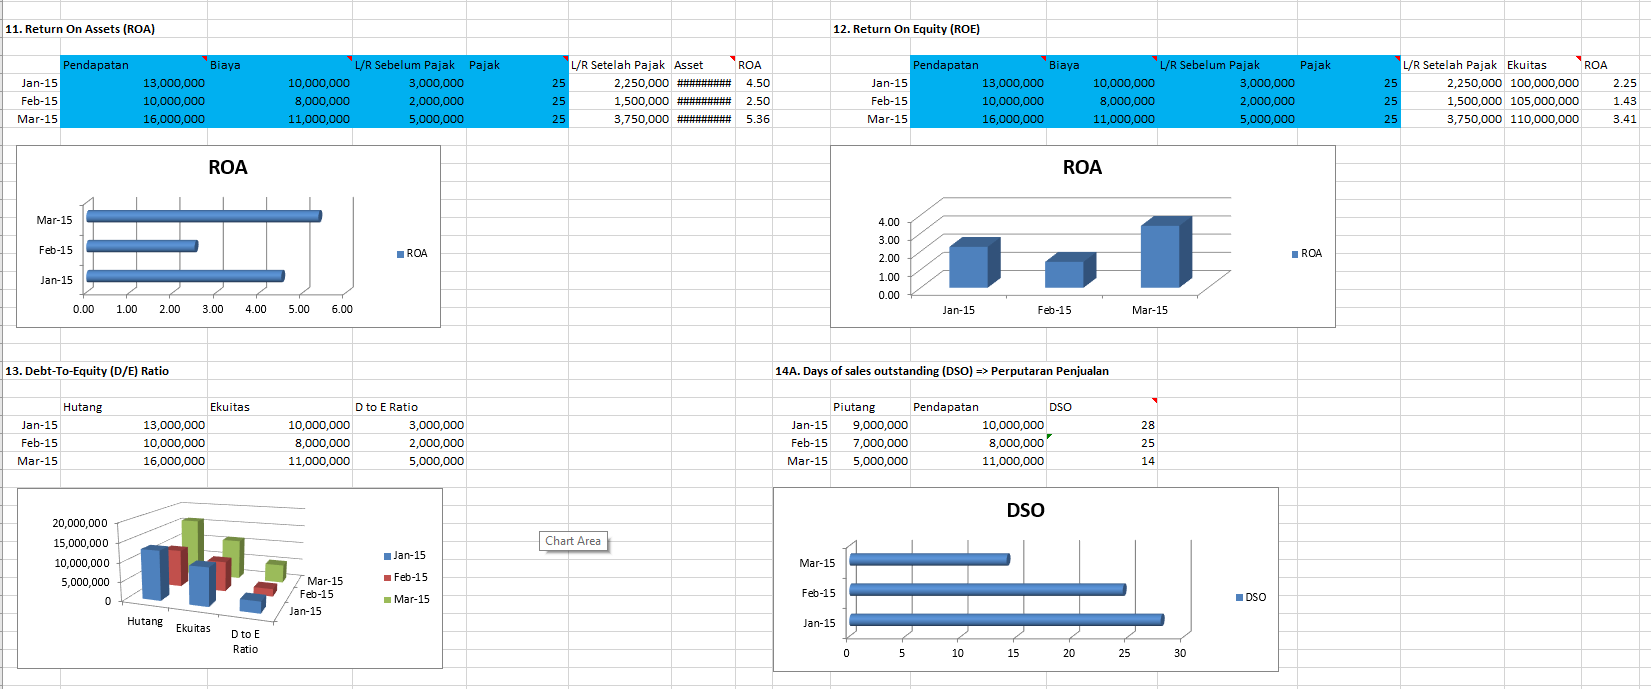 11. Return On Assets (ROA)
Pendapatan Biaya L/R Sebelum Pajak Pajak L/R Setelah Pajak Asset ROA
Jan-15 13,000,000 10,000,000 3,000,000 25 2,250,000 ######### 4.50
Feb-15 10,000,000 8,000,000 2,000,000 25 1,500,000 ######### 2.50
Mar-15 16,000,000 11,000,000 5,000,000 25 3,750,000 ######### 5.36
ROA
Mar-15
Feb-15
Jan-15
0.00 1.00 2.00 3.00 4.00 5.00 6.00
ROA
12. Return On Equity (ROE)
Pendapatan Biaya L/R Sebelum Pajak Pajak L/R Setelah Pajak Ekuitas ROA
Jan-15 13,000,000 10,000,000 3,000,000 25 2,250,000 100,000,000 2.25
Feb-15 10,000,000 8,000,000 2,000,000 25 1,500,000 105,000,000 1.43
Mar-15 16,000,000 11,000,000 5,000,000 25 3,750,000 110,000,000 3.41
ROA
4.00
3.00
2.00
1.00
0.00
Jan-15 Feb-15 Mar-15
ROA
13. Debt-To-Equity (D/E) Ratio
Hutang Ekuitas D to E Ratio
Jan-15 13,000,000 10,000,000 3,000,000
Feb-15 10,000,000 8,000,000 2,000,000
Mar-15 16,000,000 11,000,000 5,000,000
20,000,000
15,000,000
10,000,000
5,000,000
0
Hutang Ekuitas D to E
Ratio
Mar-15
Feb-15
Jan-15
Jan-15
Feb-15
Mar-15
Chart Area
14A. Days of sales outstanding (DSO) => Perputaran Penjualan
Piutang Pendapatan DSO
Jan-15 9,000,000 10,000,000 28
Feb-15 7,000,000 8,000,000 25
Mar-15 5,000,000 11,000,000 14
DSO
Mar-15
Feb-15
Jan-15
0 5 10 15 20 25 30
DSO